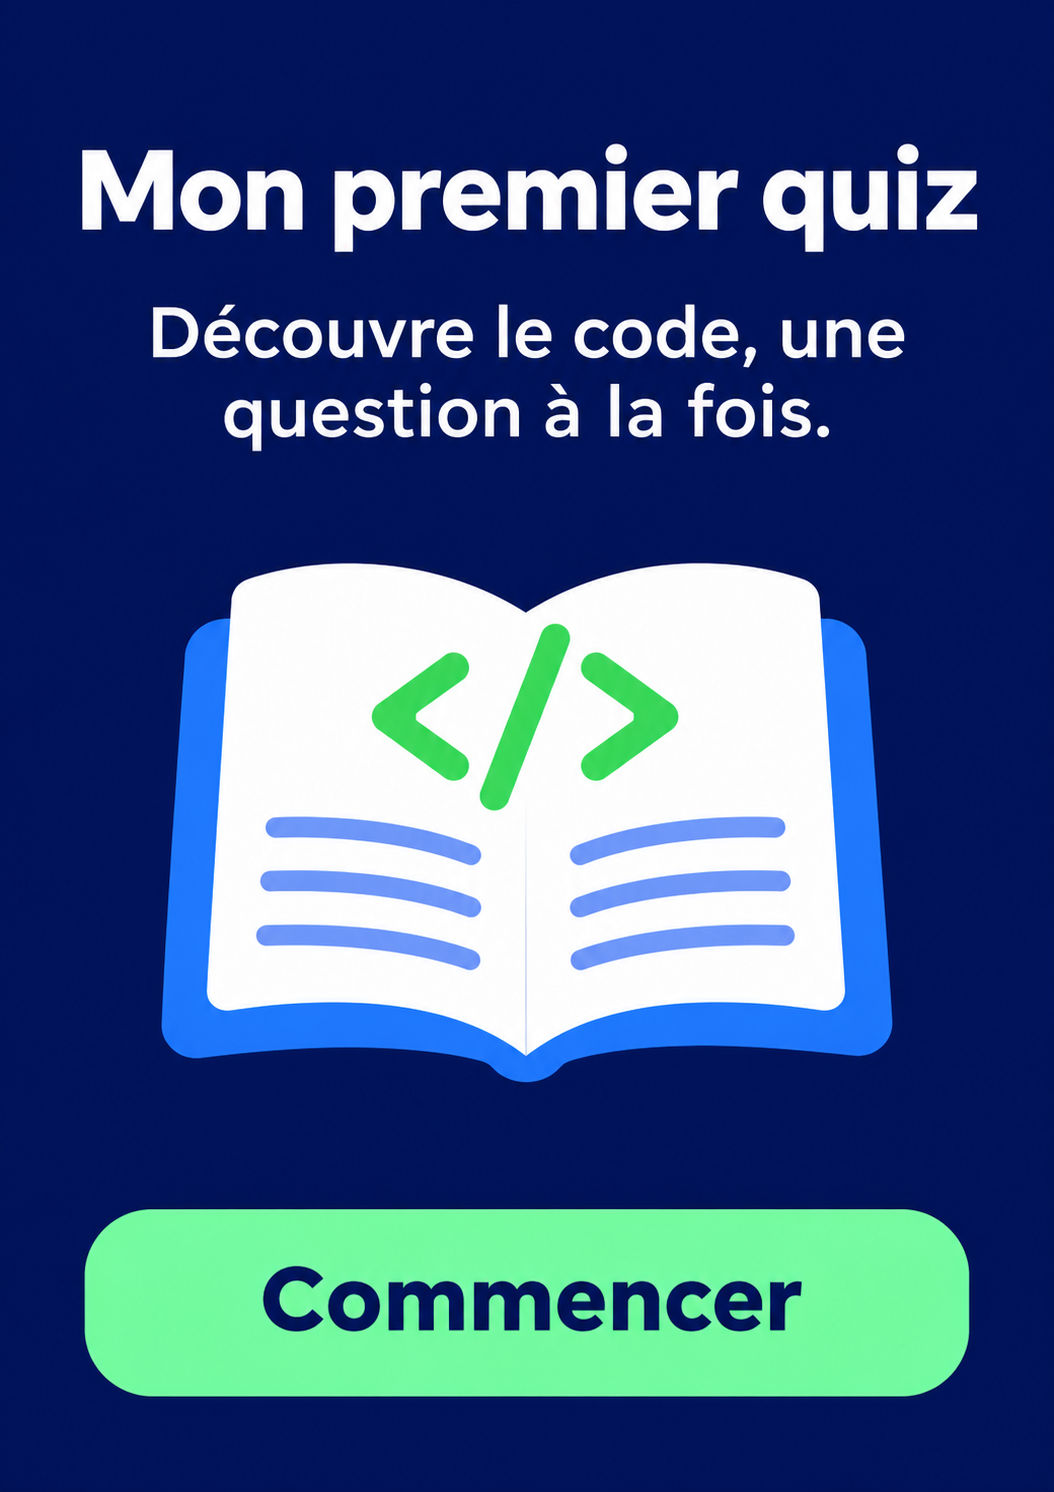 Mon premier quiz
Découvre le code, une
question à la fois.
</>
Commencer